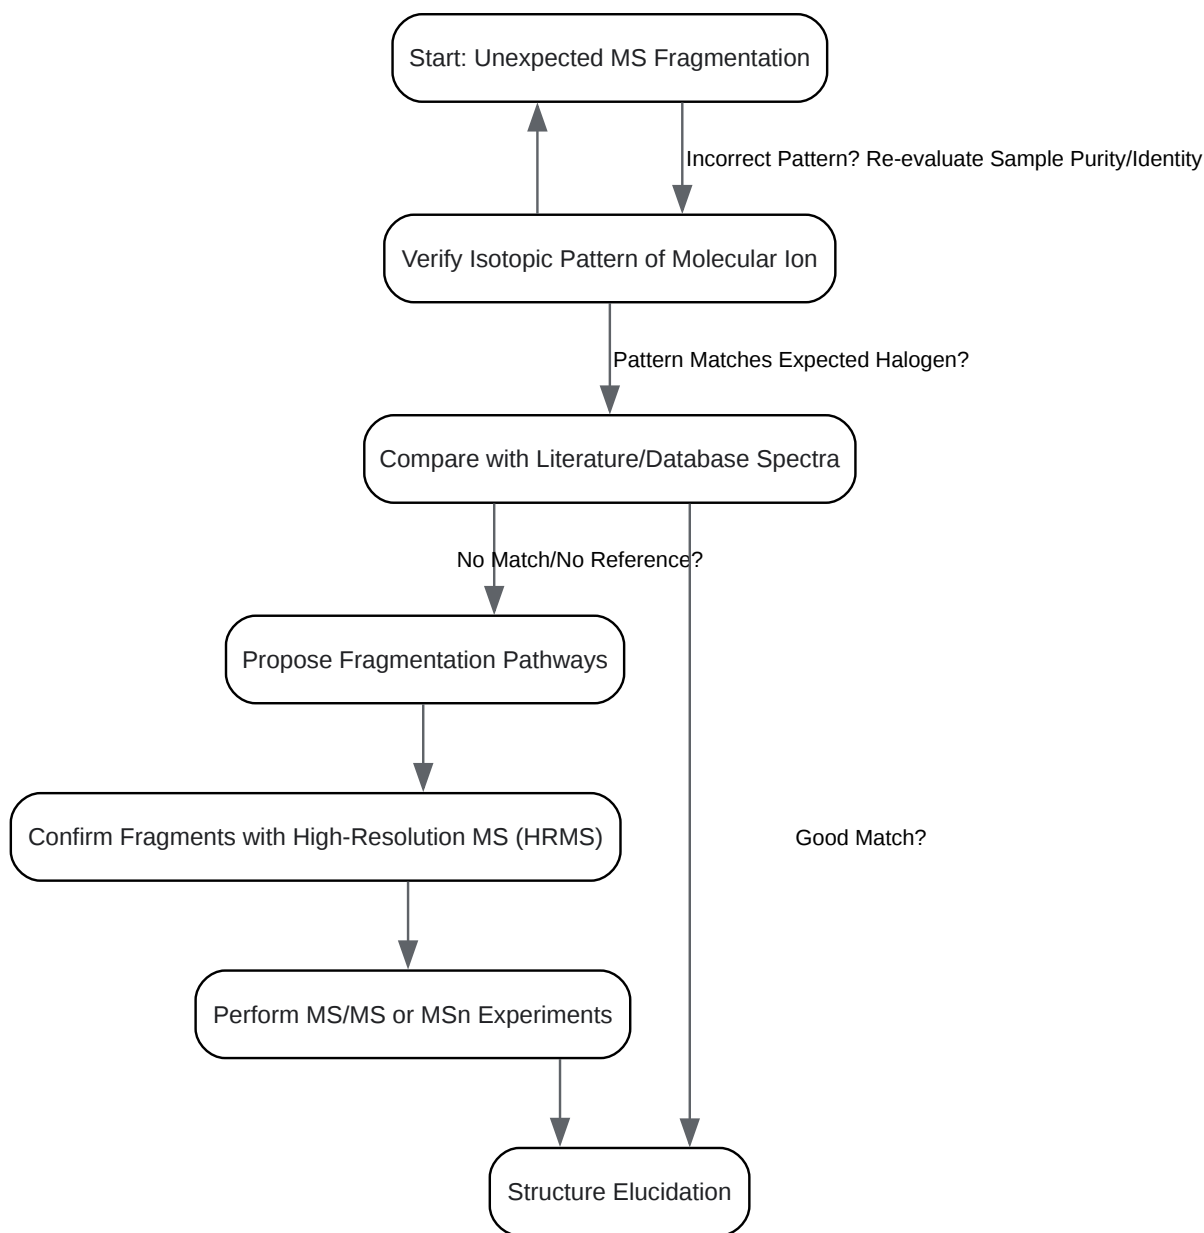 Start: Unexpected MS Fragmentation
Incorrect Pattern? Re-evaluate Sample Purity/Identity
Verify Isotopic Pattern of Molecular Ion
Pattern Matches Expected Halogen?
Compare with Literature/Database Spectra
No Match/No Reference?
Propose Fragmentation Pathways
Confirm Fragments with High-Resolution MS (HRMS)
Good Match?
Perform MS/MS or MSn Experiments
Structure Elucidation